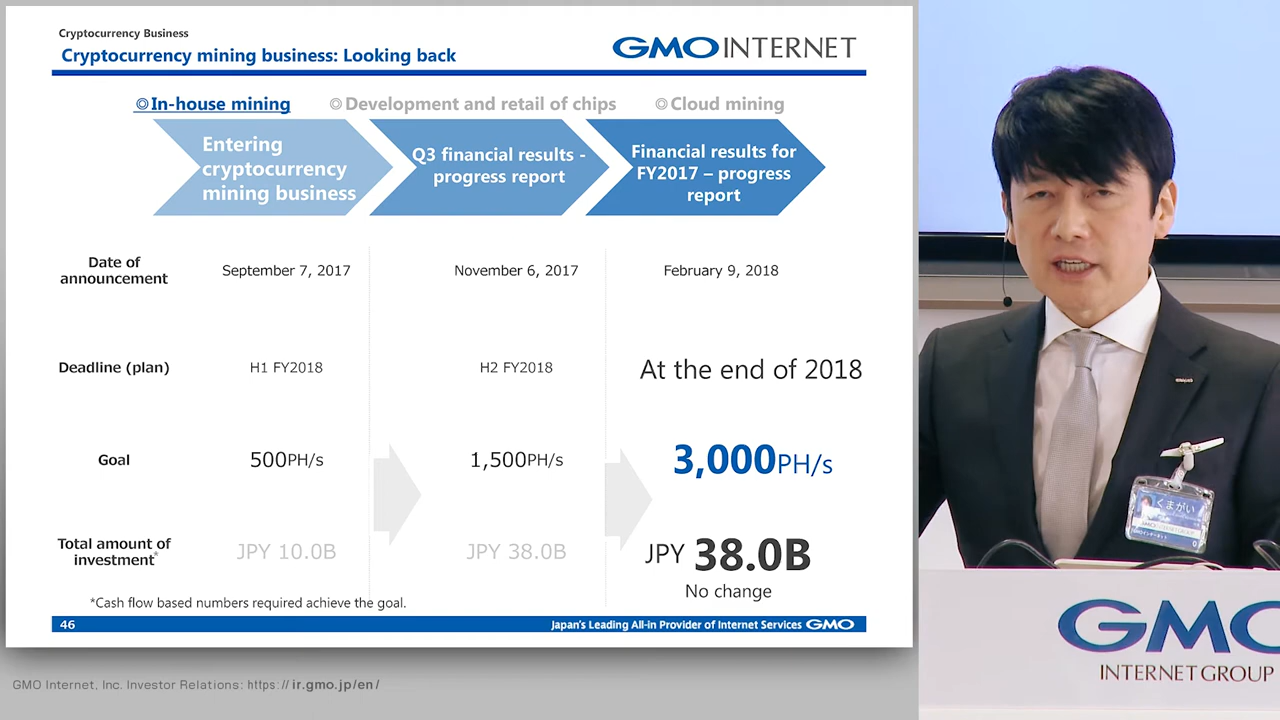 Cryptocurrency Business
Cryptocurrency mining business: Looking back
GMO INTERNET
◎In-house mining ◎Development and retail of chips ◎Cloud mining
Entering
cryptocurrency
mining business
Q3 financial results -
progress report
Financial results for
FY2017 – progress
report
Date of
announcement
September 7, 2017
November 6, 2017
February 9, 2018
Deadline (plan)
H1 FY2018
H2 FY2018
At the end of 2018
Goal
500PH/s
1,500PH/s
3,000PH/s
Total amount of
investment*
JPY 10.0B
JPY 38.0B
JPY 38.0B
No change
*Cash flow based numbers required achieve the goal.
46
Japan's Leading All-in Provider of Internet Services GMO
GMO Internet, Inc. Investor Relations: https://ir.gmo.jp/en/
くまがい
GMO
INTERNET GROUP